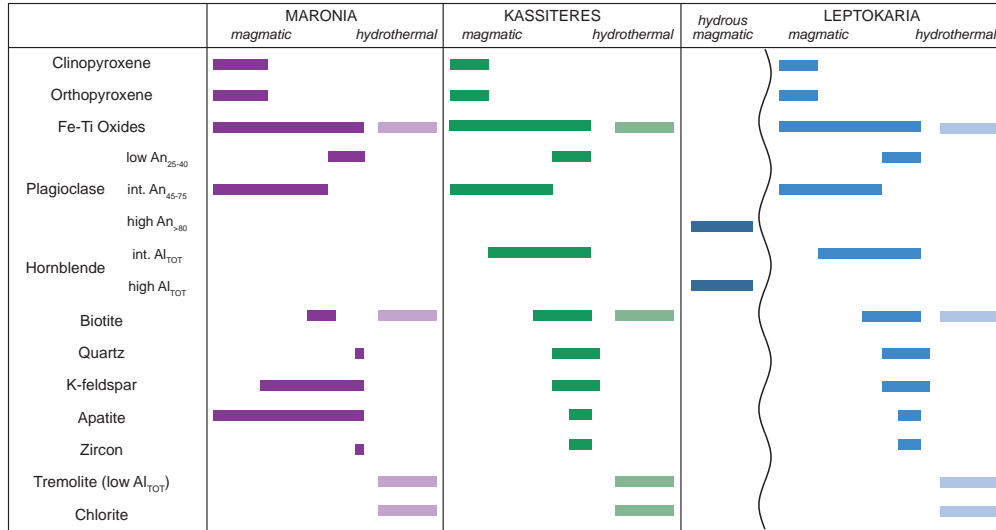 MARONIA KASSITERES LEPTOKARIA
magmatic hydrothermal magmatic hydrothermal hydrous magmatic magmatic hydrothermal
Clinopyroxene
Orthopyroxene
Fe-Ti Oxides
low An25-40
Plagioclase int. An45-75
high An>80
int. AlTOT
Hornblende
high AlTOT
Biotite
Quartz
K-feldspar
Apatite
Zircon
Tremolite (low AlTOT)
Chlorite